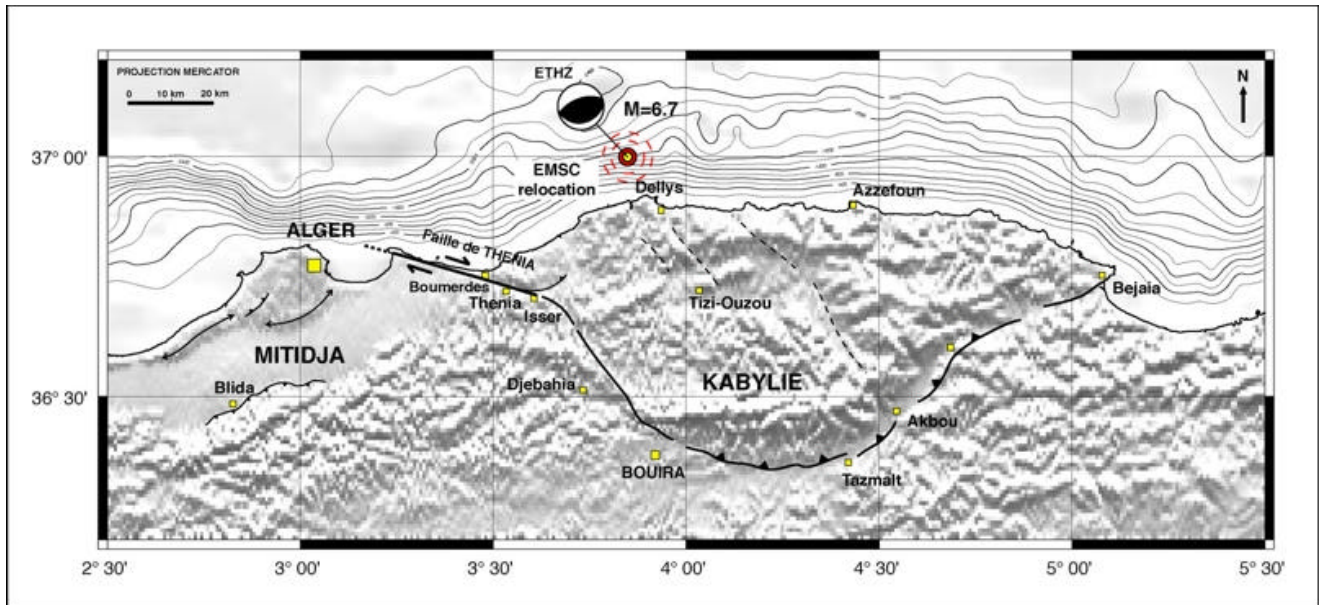 PROJECTION MERCATOR
0 10 km 20 km
ETHZ
M=6.7
N
37° 00'
EMSC
relocation
Dellys
Azzefoun
ALGER
Faille de THENIA
Boumerdes
Thenia
Isser
Tizi-Ouzou
Bejaia
MITIDJA
Blida
Djebahia
KABYLIE
36° 30'
Akbou
BOUIRA
Tazmalt
2° 30' 3° 00' 3° 30' 4° 00' 4° 30' 5° 00' 5° 30'